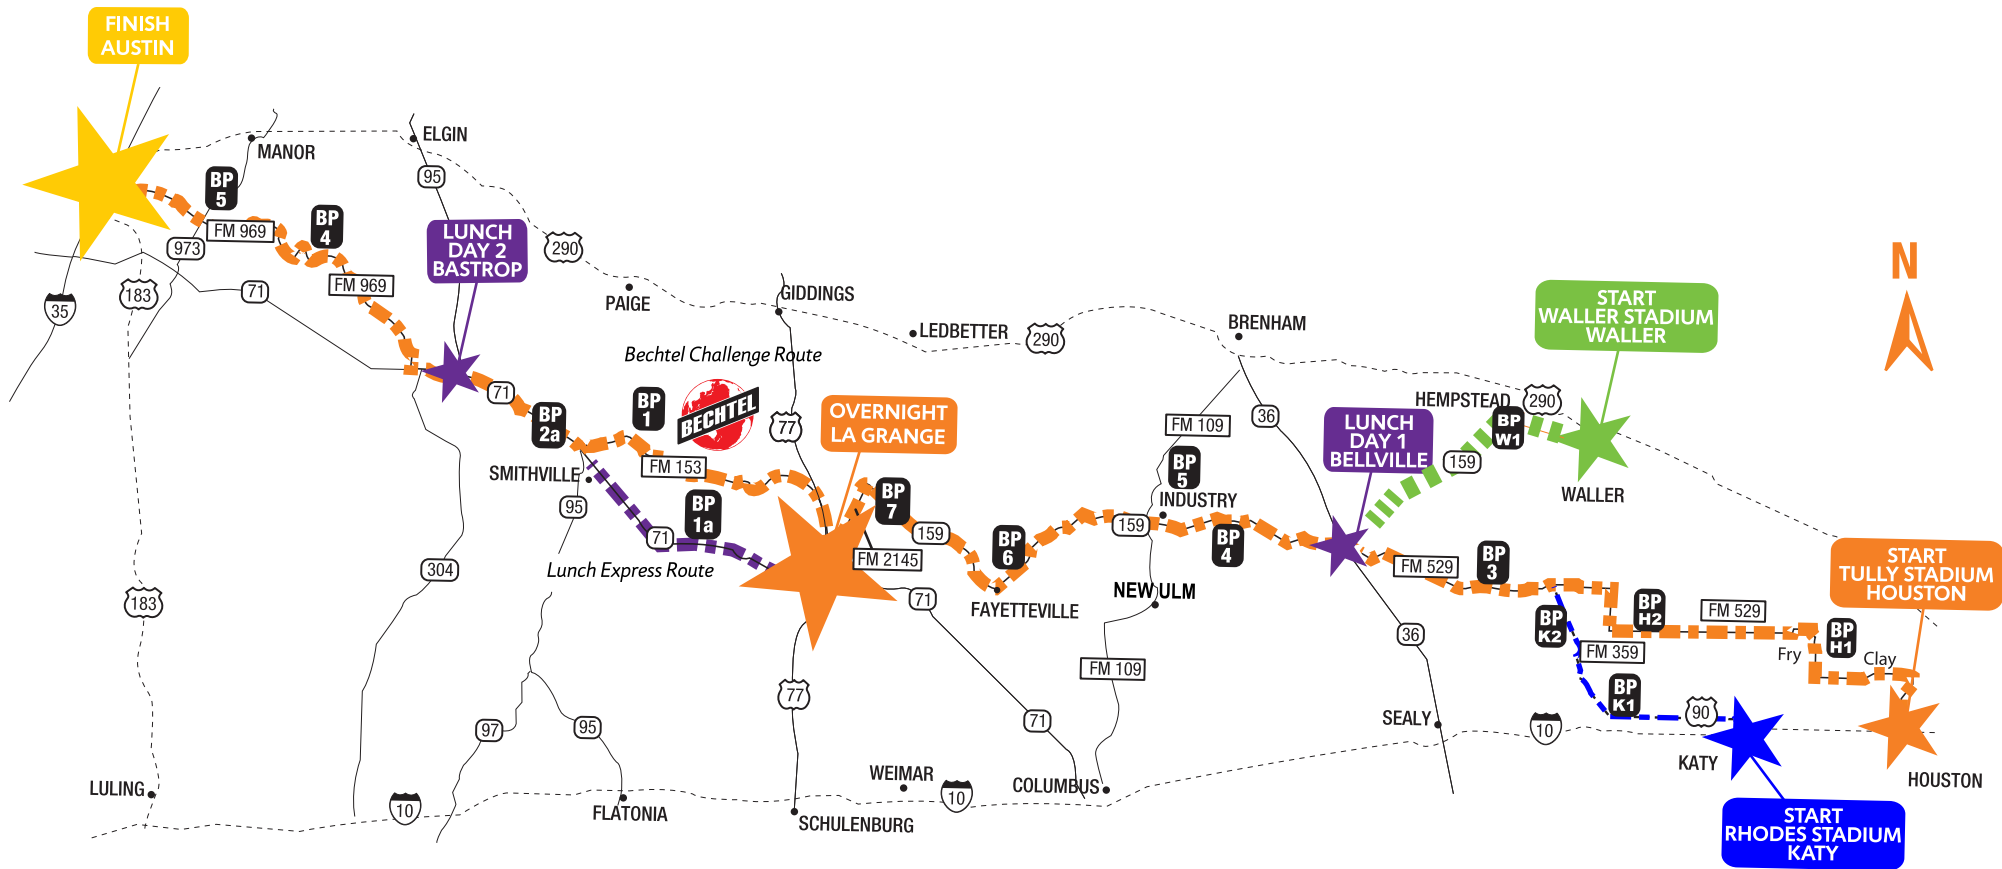 FINISH
AUSTIN
MANOR
ELGIN
95
BP
5
FM 969
BP
4
973
LUNCH
DAY 2
BASTROP
290
FM 969
183
71
35
PAIGE
GIDDINGS
LEDBETTER
290
BRENHAM
START
WALLER STADIUM
WALLER
N
Bechtel Challenge Route
BECHTEL
71
BP
2a
BP
1
77
OVERNIGHT
LA GRANGE
FM 109
36
LUNCH
DAY 1
BELLVILLE
HEMPSTEAD
290
BP
W1
159
WALLER
SMITHVILLE
FM 153
BP
1a
BP
7
BP
5
INDUSTRY
95
71
159
159
BP
6
BP
4
FM 2145
Lunch Express Route
304
71
FAYETTEVILLE
NEW ULM
FM 529
BP
3
START
TULLY STADIUM
HOUSTON
183
36
BP
K2
BP
H2
FM 529
BP
H1
FM 359
Fry
Clay
FM 109
77
71
97
95
SEALY
10
BP
K1
90
KATY
HOUSTON
LULING
10
FLATONIA
SCHULENBURG
WEIMAR
10
COLUMBUS
START
RHODES STADIUM
KATY